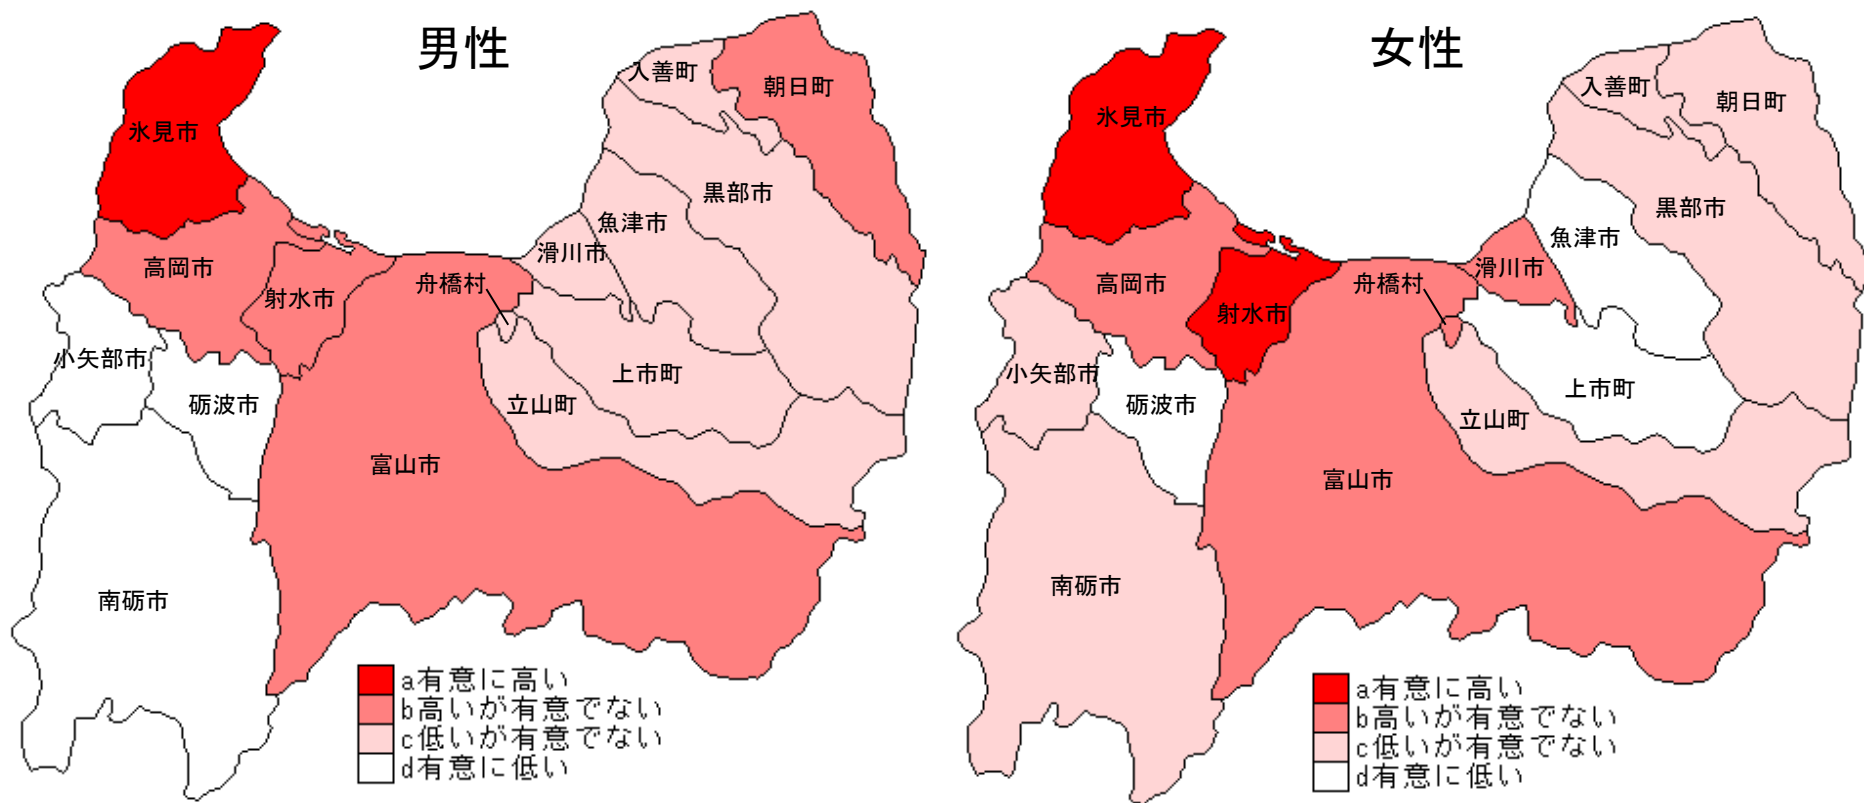 男性
入善町
朝日町
氷見市
黒部市
魚津市
滑川市
高岡市
舟橋村
射水市
小矢部市
上市町
砺波市
立山町
富山市
南砺市
a有意に高い
b高いが有意でない
c低いが有意でない
d有意に低い
女性
入善町
朝日町
氷見市
黒部市
魚津市
滑川市
高岡市
舟橋村
射水市
小矢部市
上市町
砺波市
立山町
富山市
南砺市
a有意に高い
b高いが有意でない
c低いが有意でない
d有意に低い